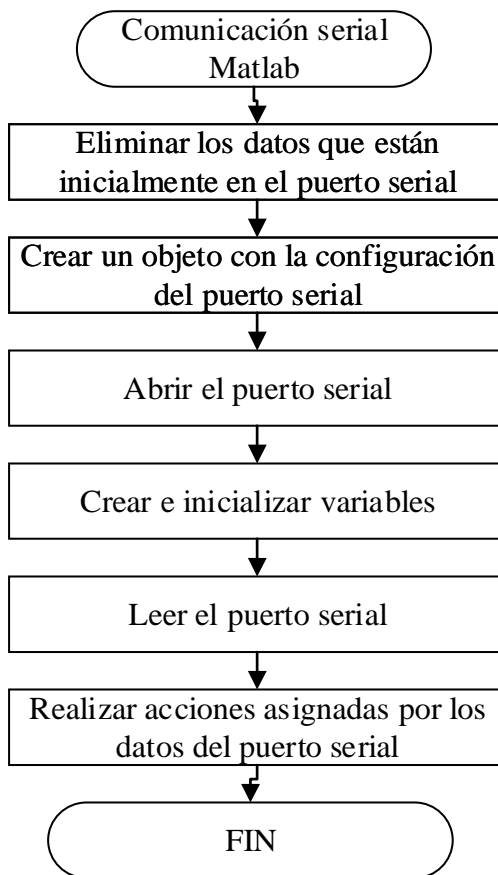 Comunicación serial
Matlab
Eliminar los datos que están
inicialmente en el puerto serial
Crear un objeto con la configuración
del puerto serial
Abrir el puerto serial
Crear e inicializar variables
Leer el puerto serial
Realizar acciones asignadas por los
datos del puerto serial
FIN